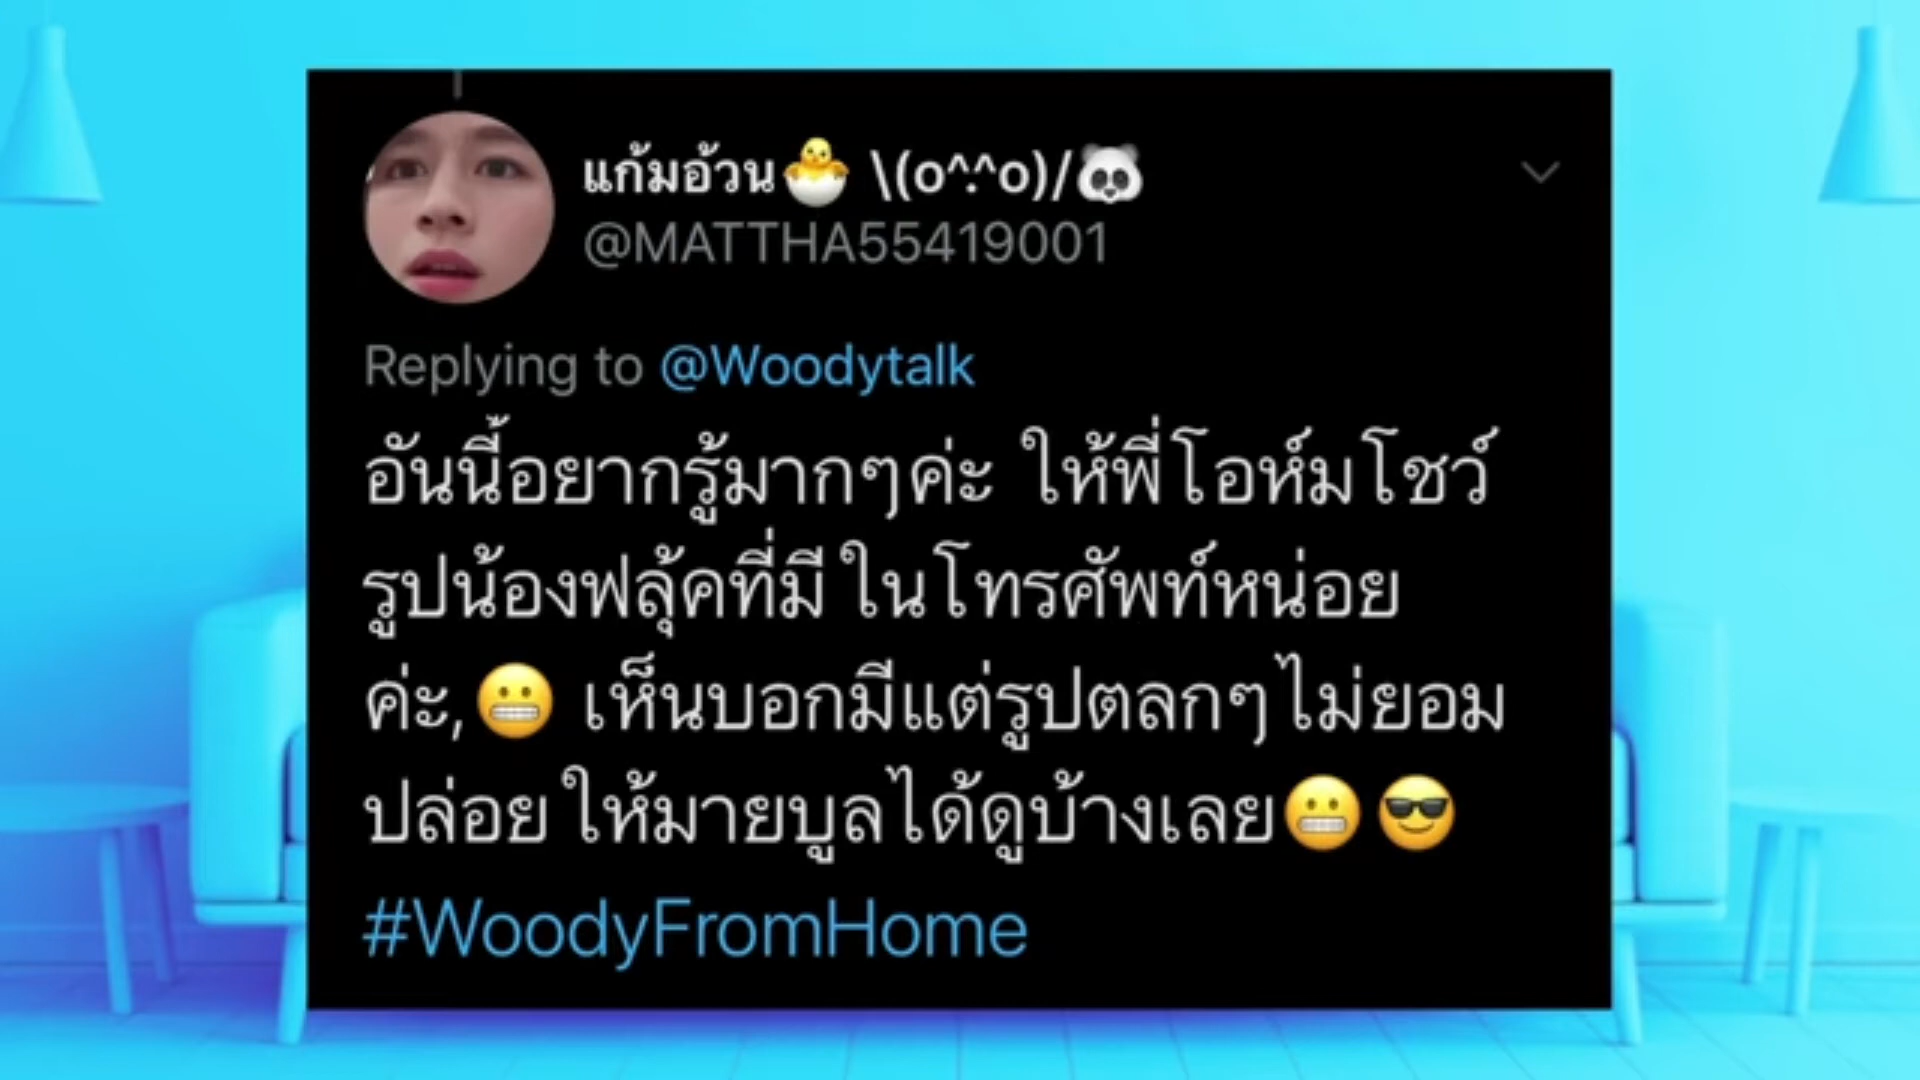 แก้มอ้วน🐣 \(o^.^o)/🐼
@MATTHA55419001
Replying to @Woodytalk
อันนี้อยากรู้มากๆค่ะ ให้พี่โอห์มโชว์
รูปน้องฟลุ้คที่มี ในโทรศัพท์หน่อย
ค่ะ,😬 เห็นบอกมีแต่รูปตลกๆ ไม่ยอม
ปล่อย ให้มายบูลได้ดูบ้างเลย😬😎
#WoodyFromHome